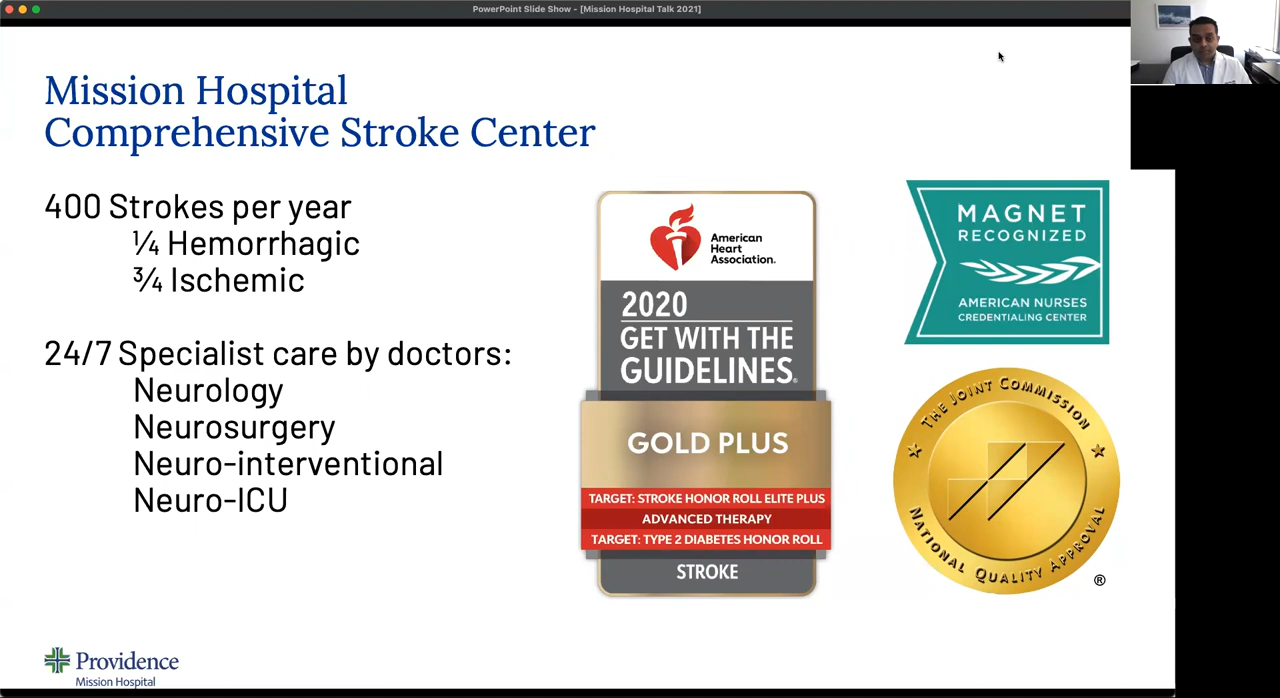 PowerPoint Slide Show - [Mission Hospital Talk 2021]
Mission Hospital
Comprehensive Stroke Center
400 Strokes per year
¼ Hemorrhagic
¾ Ischemic
24/7 Specialist care by doctors:
Neurology
Neurosurgery
Neuro-interventional
Neuro-ICU
American
Heart
Association.
2020
GET WITH THE
GUIDELINES®
GOLD PLUS
TARGET: STROKE HONOR ROLL ELITE PLUS
ADVANCED THERAPY
TARGET: TYPE 2 DIABETES HONOR ROLL
STROKE
MAGNET
RECOGNIZED
AMERICAN NURSES
CREDENTIALING CENTER
THE JOINT COMMISSION
NATIONAL QUALITY APPROVAL
®
Providence
Mission Hospital